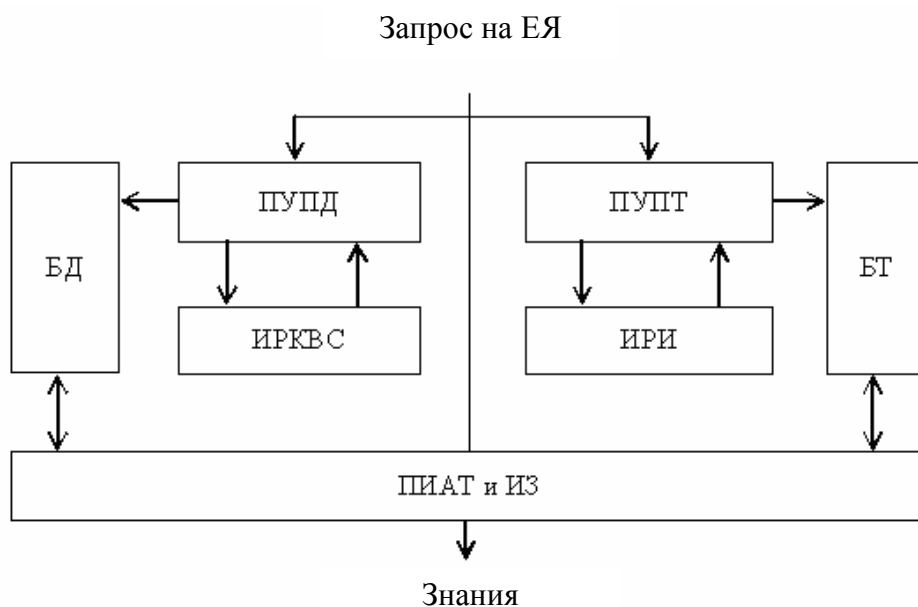 Запрос на ЕЯ
ПУПД
ПУПТ
БД
БТ
ИРКВС
ИРИ
ПИАТ и ИЗ
Знания